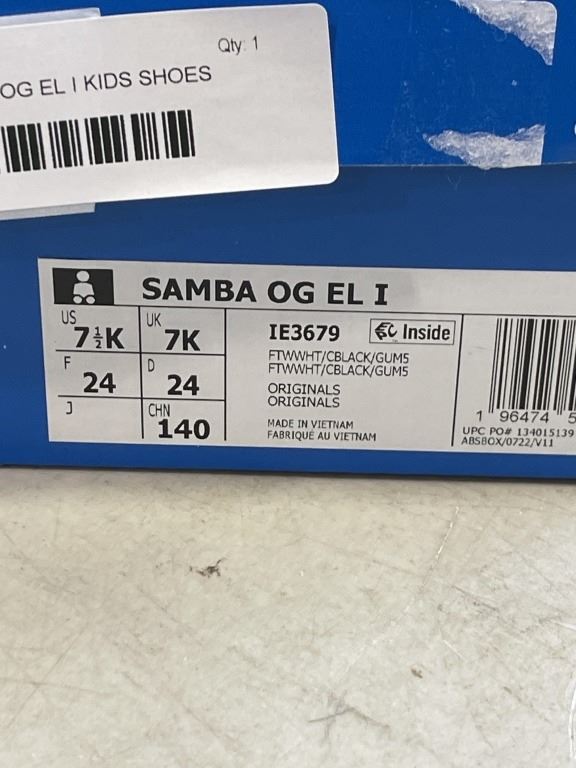 Qty: 1
OG EL I KIDS SHOES
SAMBA OG EL I
US 7½K UK 7K
F 24 D 24
J CHN 140
IE3679 Inside
FTWWHT/CBLACK/GUM5
FTWWHT/CBLACK/GUM5
ORIGINALS
ORIGINALS
MADE IN VIETNAM
FABRIQUÉ AU VIETNAM
1 96474 5
UPC PO# 134015139
ABSBOX/0722/V11